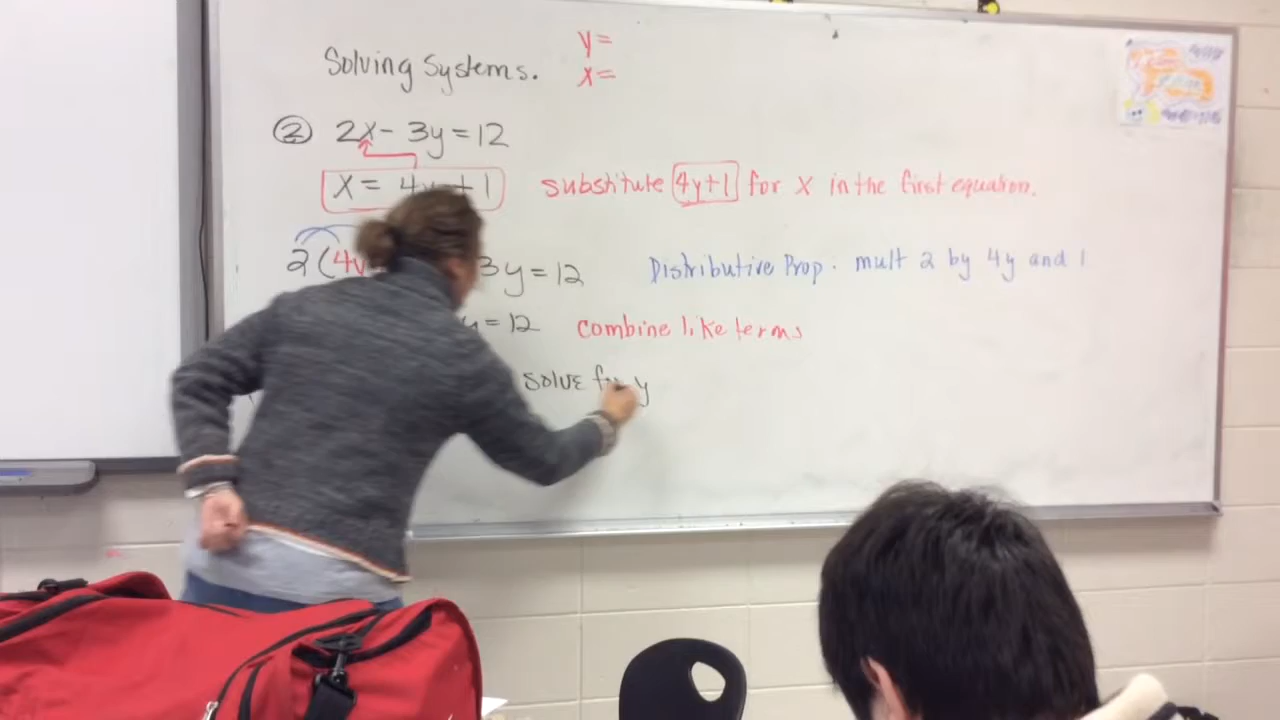 Solving Systems.
y=
x=
② 2x - 3y = 12
x = 4y + 1
substitute 4y+1 for x in the first equation.
2(4y 3y = 12
Distributive Prop. mult 2 by 4y and 1
y = 12
combine like terms
solve for y